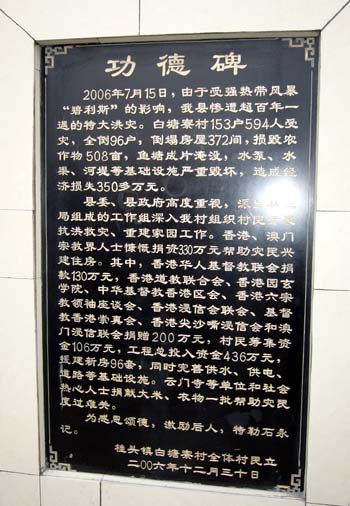 功德碑
2006年7月15日，由于受强热带风暴
“碧利斯”的影响，我县惨遭超百年一
遇的特大洪灾。白塘寨村153户594人受
灾，全倒96户，倒塌房屋372间，损毁农
作物508亩，鱼塘成片淹没，水泵、水
渠、河堤等基础设施严重毁坏，造成经
济损失350多万元。
县委、县政府高度重视，派
局组成的工作组深入我村组织村民开展
抗洪救灾、重建家园工作。香港、澳门
宗教界人士慷慨捐资330万元帮助灾民兴
建住房。其中，香港华人基督教联会捐
款130万元，香港道教联合会、香港园玄
学院、中华基督教香港区会、香港六宗
教领袖座谈会、香港浸信会联会、基督
教香港崇真会、香港尖沙嘴浸信会和澳
门浸信联会捐赠200万元，村民筹集资
金106万元，工程总投入资金436万元，
援建新房96套，同时完善供水、供电、
道路等基础设施。云门寺等单位和社会
热心人士捐献大米、衣物一批帮助灾民
度过难关。
为感恩颂德，激励后人，特勒石永
记。
桂头镇白塘寨村全体村民立
二00六年十二月三十日